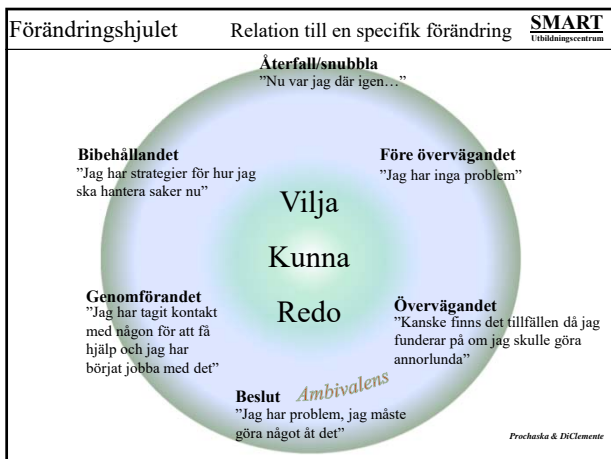 Förändringshjulet
Relation till en specifik förändring
SMART
Utbildningscentrum
Återfall/snubbla
”Nu var jag där igen…”
Före övervägandet
”Jag har inga problem”
Övervägandet
”Kanske finns det tillfällen då jag
funderar på om jag skulle göra
annorlunda”
Ambivalens
Beslut
”Jag har problem, jag måste
göra något åt det”
Genomförandet
”Jag har tagit kontakt
med någon för att få
hjälp och jag har
börjat jobba med det”
Bibehållandet
”Jag har strategier för hur jag
ska hantera saker nu”
Vilja
Kunna
Redo
Prochaska & DiClemente